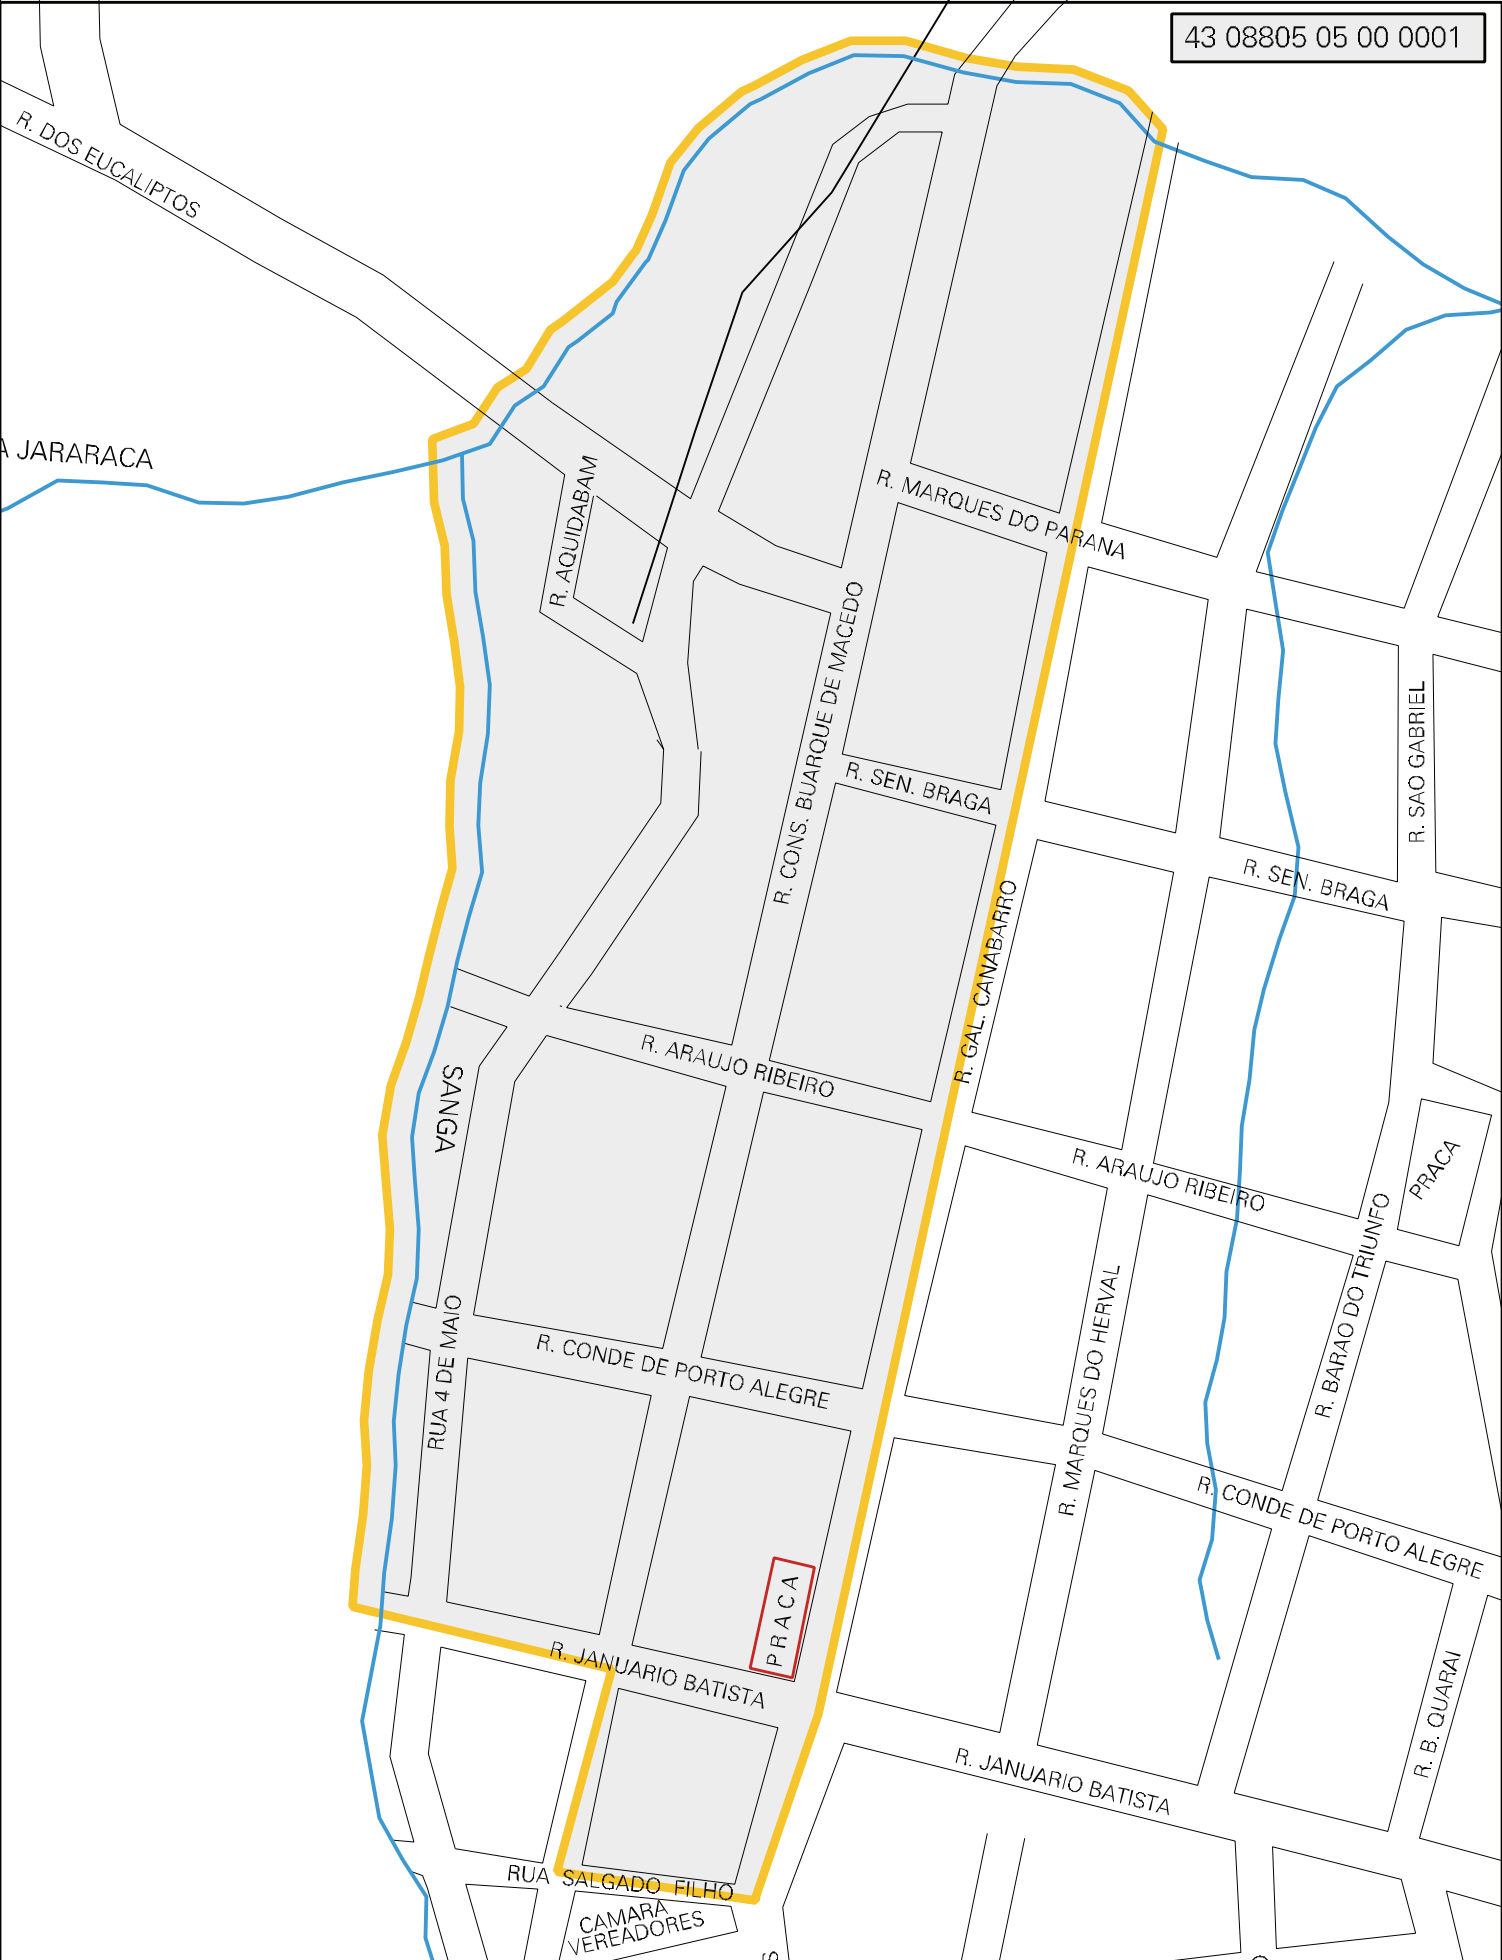 43 08805 05 00 0001
R. DOS EUCALIPTOS
A JARARACA
R. AQUIDABAM
R. MARQUES DO PARANA
R. CONS. BUARQUE DE MACEDO
R. SEN. BRAGA
R. SAO GABRIEL
R. SEN. BRAGA
R. GAL. CANABARRO
R. ARAUJO RIBEIRO
SANGA
R. ARAUJO RIBEIRO
PRACA
R. BARAO DO TRIUNFO
R. MARQUES DO HERVAL
RUA 4 DE MAIO
R. CONDE DE PORTO ALEGRE
R. CONDE DE PORTO ALEGRE
PRACA
R. JANUARIO BATISTA
R. B. QUARAI
R. JANUARIO BATISTA
RUA SALGADO FILHO
CAMARA
VEREADORES